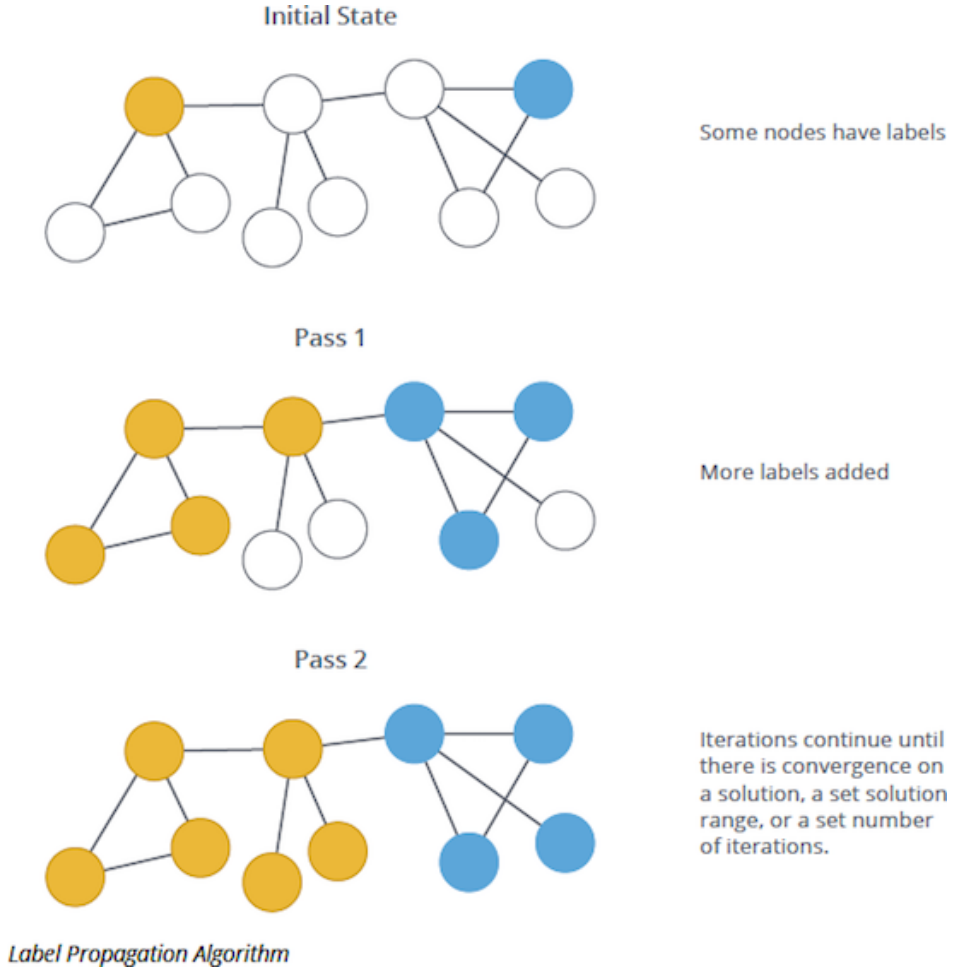 Initial State
Some nodes have labels
Pass 1
More labels added
Pass 2
Iterations continue until
there is convergence on
a solution, a set solution
range, or a set number
of iterations.
Label Propagation Algorithm